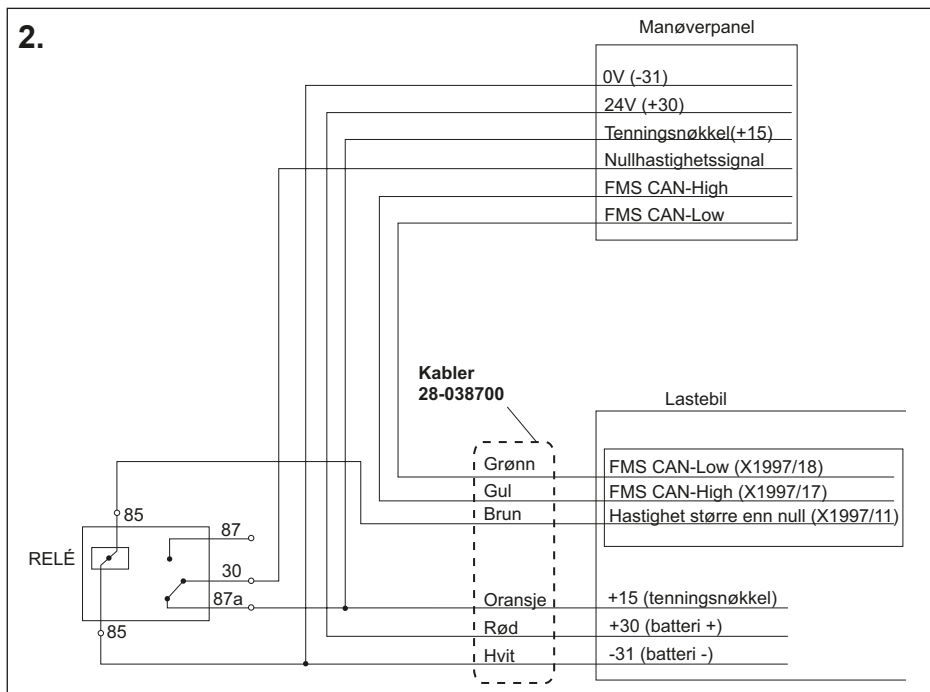 2.
Manøverpanel
0V (-31)
24V (+30)
Tenningsnøkkel(+15)
Nullhastighetssignal
FMS CAN-High
FMS CAN-Low
Kabler
28-038700
Lastebil
Grønn
FMS CAN-Low (X1997/18)
Gul
FMS CAN-High (X1997/17)
Brun
Hastighet større enn null (X1997/11)
85
87
RELÉ
30
87a
85
Oransje
+15 (tenningsnøkkel)
Rød
+30 (batteri +)
Hvit
-31 (batteri -)